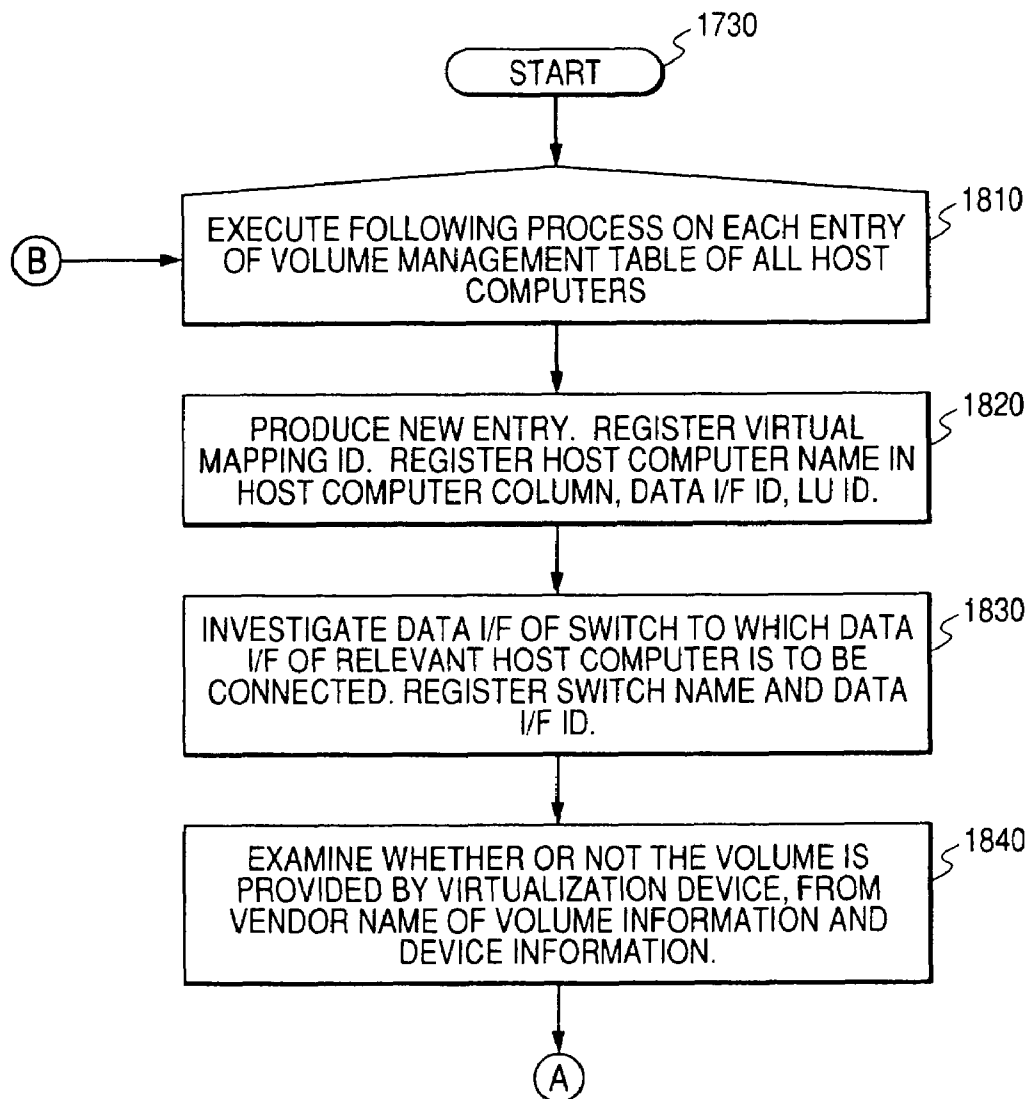 1730
START
1810
EXECUTE FOLLOWING PROCESS ON EACH ENTRY
OF VOLUME MANAGEMENT TABLE OF ALL HOST
COMPUTERS
B
1820
PRODUCE NEW ENTRY. REGISTER VIRTUAL
MAPPING ID. REGISTER HOST COMPUTER NAME IN
HOST COMPUTER COLUMN, DATA I/F ID, LU ID.
1830
INVESTIGATE DATA I/F OF SWITCH TO WHICH DATA
I/F OF RELEVANT HOST COMPUTER IS TO BE
CONNECTED. REGISTER SWITCH NAME AND DATA
I/F ID.
1840
EXAMINE WHETHER OR NOT THE VOLUME IS
PROVIDED BY VIRTUALIZATION DEVICE, FROM
VENDOR NAME OF VOLUME INFORMATION AND
DEVICE INFORMATION.
A